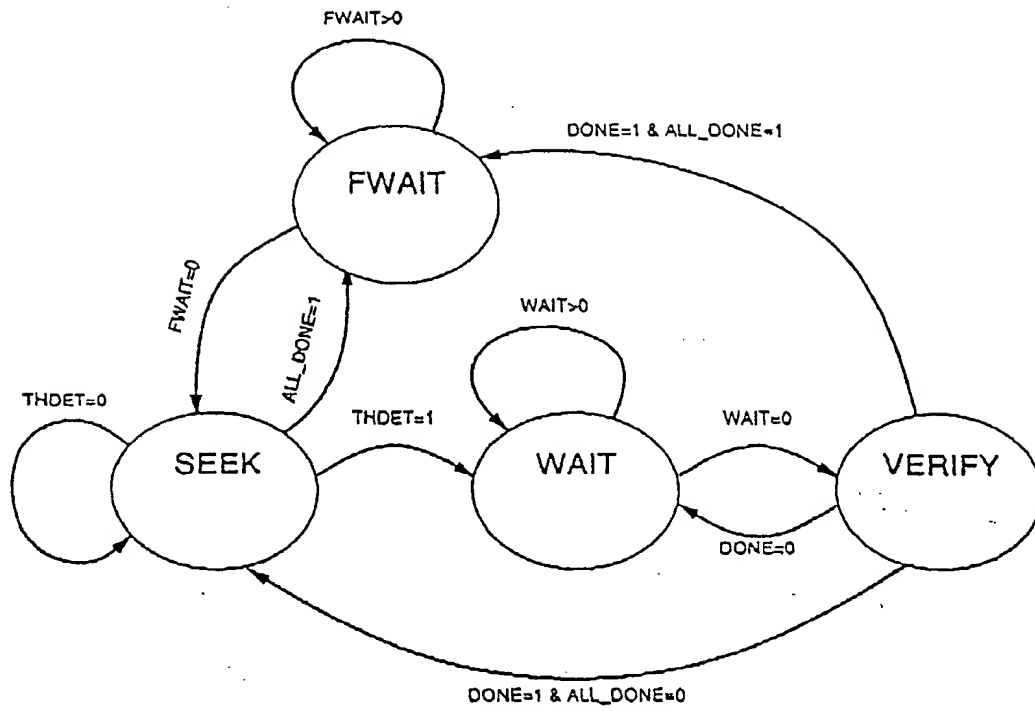 FWAIT>0
DONE=1 & ALL_DONE=1
FWAIT
FWAIT=0
ALL_DONE=1
WAIT>0
THDET=0
THDET=1
WAIT=0
SEEK
WAIT
VERIFY
DONE=0
DONE=1 & ALL_DONE=0